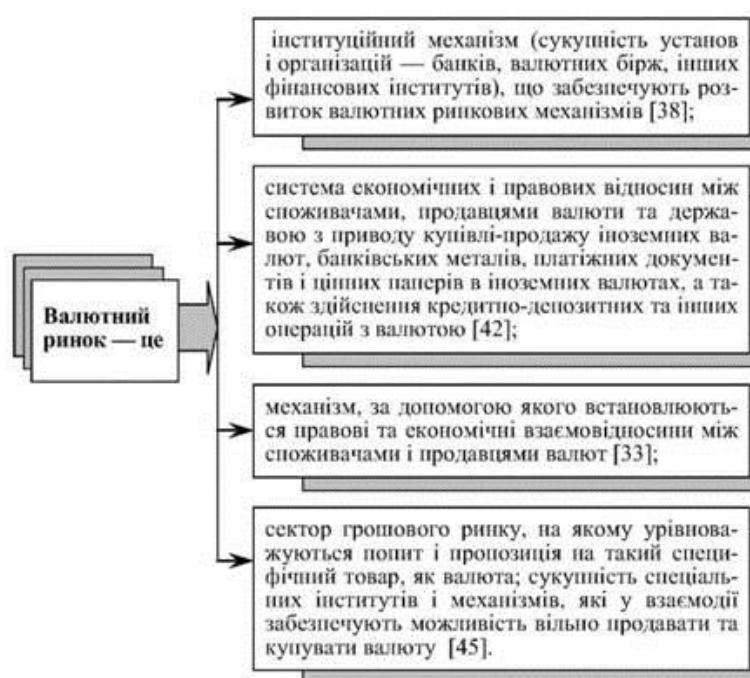 Валютний
ринок — це
інституційний механізм (сукупність установ
і організацій — банків, валютних бірж, інших
фінансових інститутів), що забезпечують роз-
виток валютних ринкових механізмів [38];
система економічних і правових відносин між
споживачами, продавцями валюти та держа-
вою з приводу купівлі-продажу іноземних ва-
лют, банківських металів, платіжних документ-
ів і цінних паперів в іноземних валютах, а та-
кож здійснення кредитно-депозитних та інших
операцій з валютою [42];
механізм, за допомогою якого встановлюють-
ся правові та економічні взаємовідносини між
споживачами і продавцями валют [33];
сектор грошового ринку, на якому урівнова-
жуються попит і пропозиція на такий специ-
фічний товар, як валюта; сукупність спеціаль-
них інститутів і механізмів, які у взаємодії
забезпечують можливість вільно продавати та
купувати валюту [45].